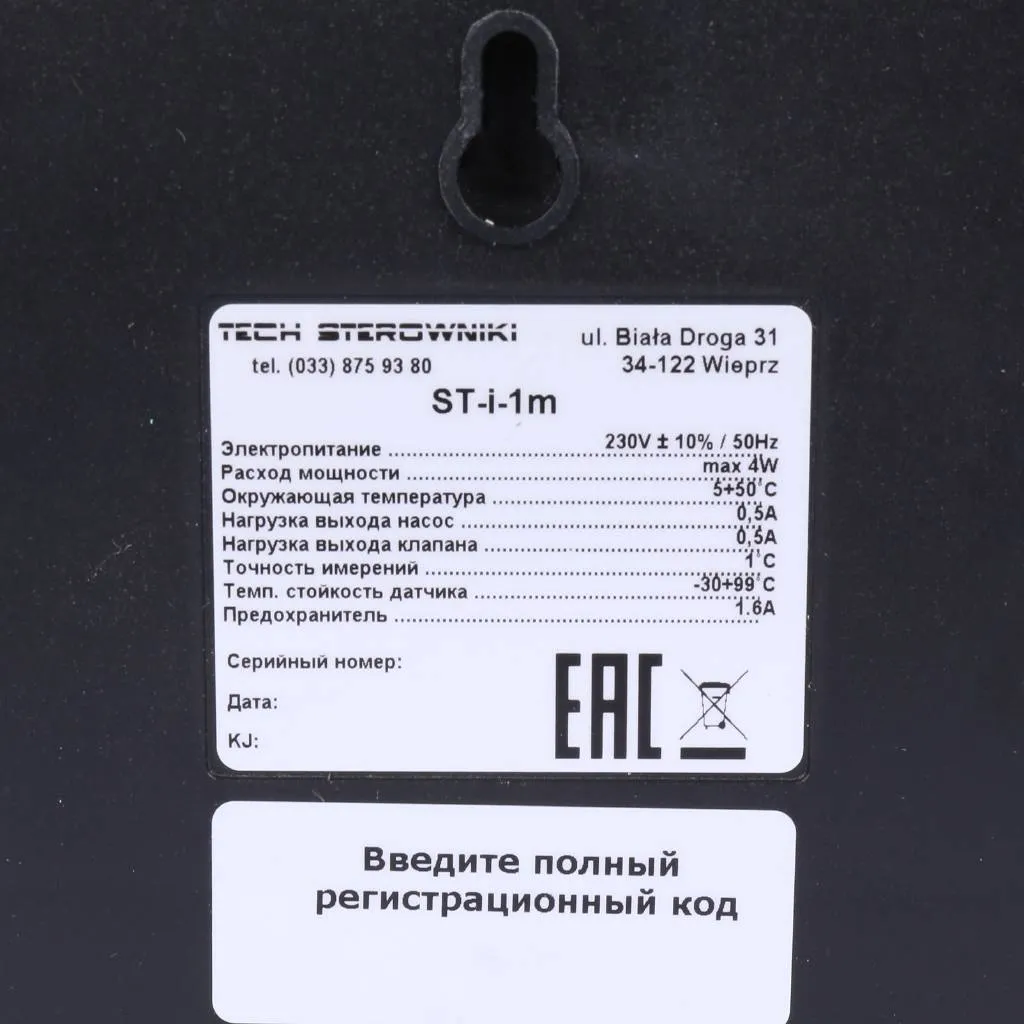 TECH STEROWNIKI
ul. Biała Droga 31
tel. (033) 875 93 80
34-122 Wieprz
ST-i-1m
Электропитание ........ 230V ± 10% / 50Hz
Расход мощности ........ max 4W
Окружающая температура ........ 5÷50°C
Нагрузка выхода насос ........ 0,5A
Нагрузка выхода клапана ........ 0,5A
Точность имерений ........ 1°C
Темп. стойкость датчика ........ -30÷99°C
Предохранитель ........ 1.6A
Серийный номер:
Дата:
KJ:
EAC
Введите полный
регистрационный код